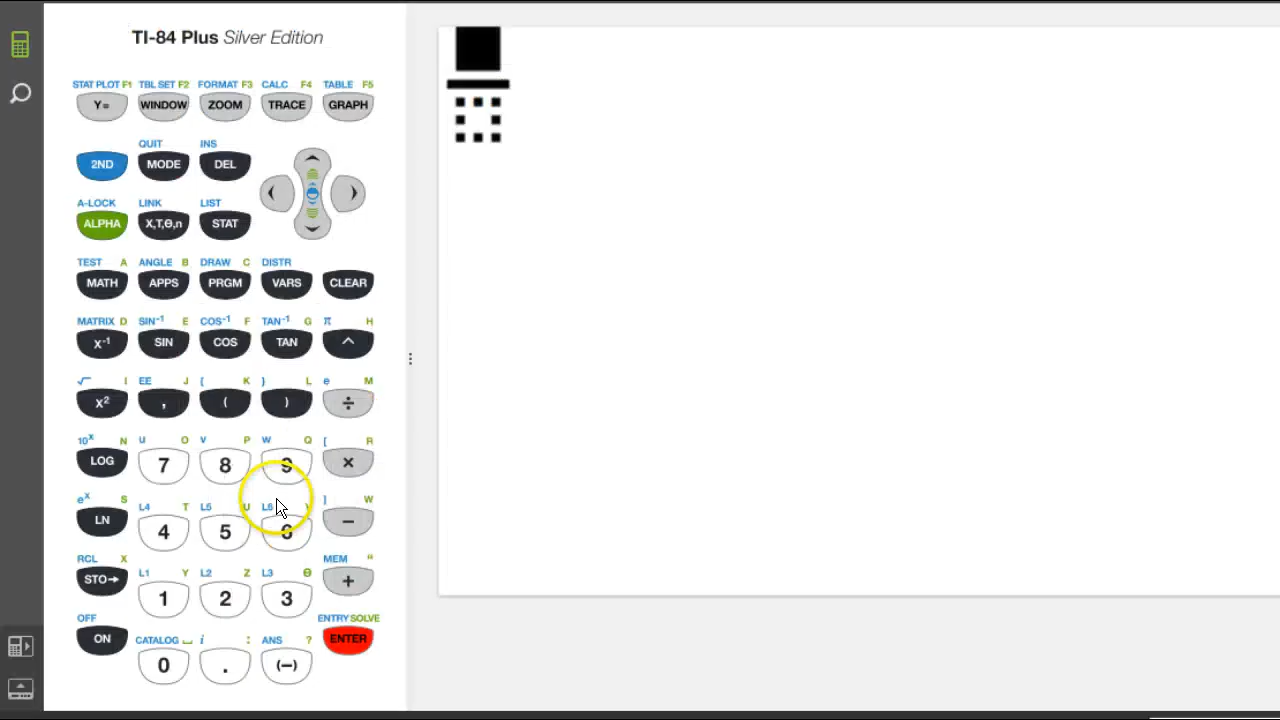 TI-84 Plus Silver Edition
STAT PLOT F1 TBL SET F2 FORMAT F3 CALC F4 TABLE F5
Y= WINDOW ZOOM TRACE GRAPH
QUIT INS
2ND MODE DEL
A-LOCK LINK LIST
ALPHA X,T,Θ,n STAT
TEST A ANGLE B DRAW C DISTR
MATH APPS PRGM VARS CLEAR
MATRIX D SIN⁻¹ E COS⁻¹ F TAN⁻¹ G π H
X⁻¹ SIN COS TAN ^
√ I EE J { K } L e M
X² , ( ) ÷
10ˣ N u O v P w Q [ R
LOG 7 8 9 ×
eˣ S L4 T L5 U L6 V ] W
LN 4 5 6 −
RCL X L1 Y L2 Z L3 Θ MEM "
STO→ 1 2 3 +
OFF CATALOG ⎵ i : ANS ? ENTRY SOLVE
ON 0 . (−) ENTER